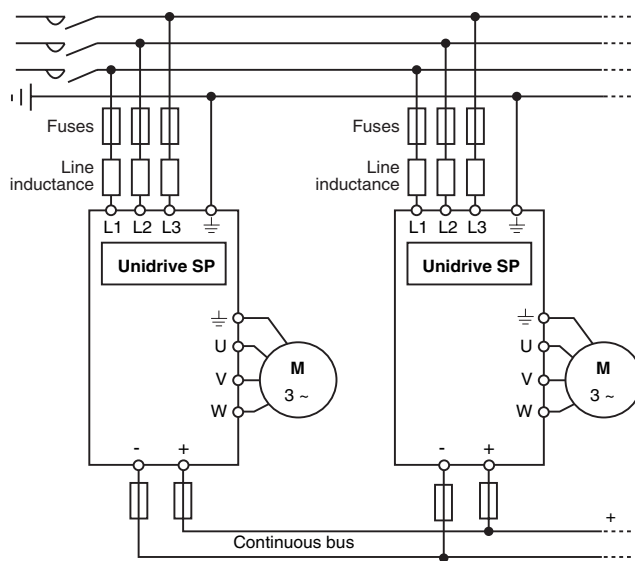 Fuses
Fuses
Line
inductance
Line
inductance
L1 L2 L3
L1 L2 L3
Unidrive SP
Unidrive SP
U
V
W
M
3 ~
U
V
W
M
3 ~
- +
- +
+
Continuous bus